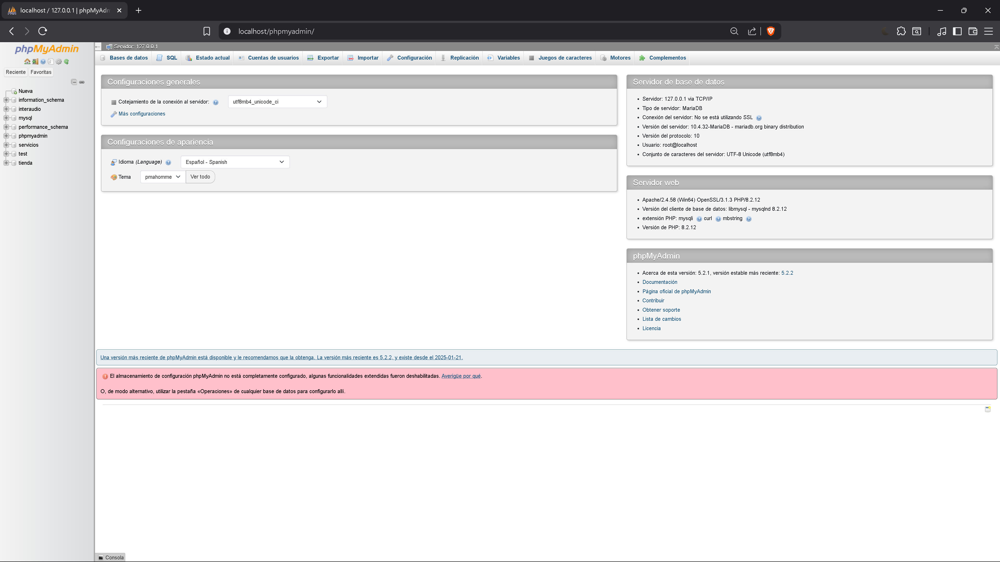 localhost / 127.0.0.1 | phpMyAdm
localhost/phpmyadmin/
phpMyAdmin
Reciente Favoritas
Nueva
information_schema
interaudio
mysql
performance_schema
phpmyadmin
servicios
test
tienda
Servidor: 127.0.0.1
Bases de datos SQL Estado actual Cuentas de usuarios Exportar Importar Configuración Replicación Variables Juegos de caracteres Motores Complementos
Configuraciones generales
Cotejamiento de la conexión al servidor: utf8mb4_unicode_ci
Más configuraciones
Configuraciones de apariencia
Idioma (Language) Español - Spanish
Tema pmahomme Ver todo
Servidor de base de datos
Servidor: 127.0.0.1 via TCP/IP
Tipo de servidor: MariaDB
Conexión del servidor: No se está utilizando SSL
Versión del servidor: 10.4.32-MariaDB - mariadb.org binary distribution
Versión del protocolo: 10
Usuario: root@localhost
Conjunto de caracteres del servidor: UTF-8 Unicode (utf8mb4)
Servidor web
Apache/2.4.58 (Win64) OpenSSL/3.1.3 PHP/8.2.12
Versión del cliente de base de datos: libmysql - mysqlnd 8.2.12
extensión PHP: mysqli curl mbstring
Versión de PHP: 8.2.12
phpMyAdmin
Acerca de esta versión: 5.2.1, versión estable más reciente: 5.2.2
Documentación
Página oficial de phpMyAdmin
Contribuir
Obtener soporte
Lista de cambios
Licencia
Una versión más reciente de phpMyAdmin está disponible y le recomendamos que la obtenga. La versión más reciente es 5.2.2, y existe desde el 2025-01-21.
El almacenamiento de configuración phpMyAdmin no está completamente configurado, algunas funcionalidades extendidas fueron deshabilitadas. Averigüe por qué.
O, de modo alternativo, utilizar la pestaña «Operaciones» de cualquier base de datos para configurarlo allí.
Consola